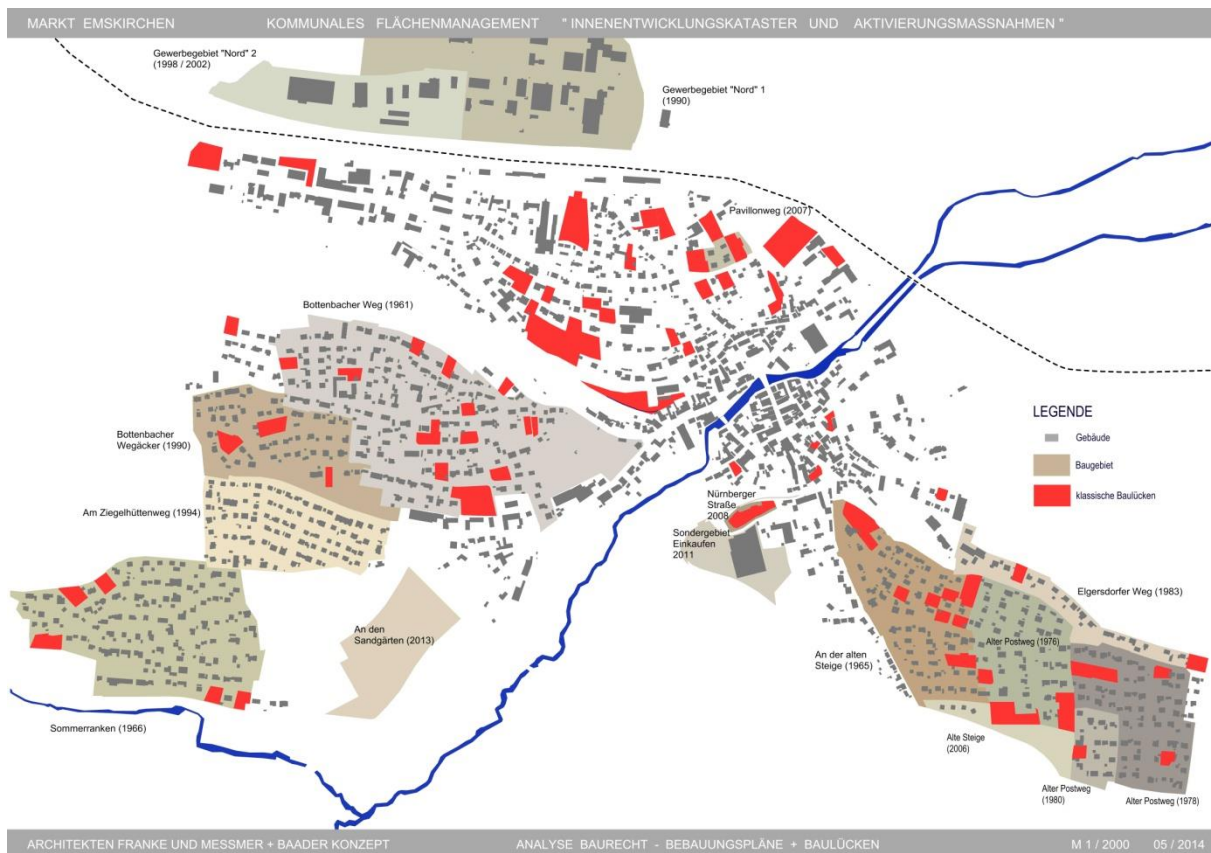 MARKT EMSKIRCHEN KOMMUNALES FLÄCHENMANAGEMENT " INNENENTWICKLUNGSKATASTER UND AKTIVIERUNGSMASSNAHMEN "
Gewerbegebiet "Nord" 2
(1998 / 2002)
Gewerbegebiet "Nord" 1
(1990)
Pavillonweg (2007)
Bottenbacher Weg (1961)
LEGENDE
Gebäude
Baugebiet
klassische Baulücken
Bottenbacher
Wegäcker
(1990)
Am Ziegelhüttenweg (1994)
Nürnberger
Straße
2008
Sondergebiet
Einkaufen
2011
An den
Sandgärten (2013)
Elgersdorfer Weg (1983)
Alter Postweg (1976)
An der alten
Steige (1965)
Sommerranken (1966)
Alte Steige
(2006)
Alter Postweg
(1980)
Alter Postweg (1978)
ARCHITEKTEN FRANKE UND MESSMER + BAADER KONZEPT ANALYSE BAURECHT - BEBAUUNGSPLÄNE + BAULÜCKEN M 1 / 2000 05 / 2014